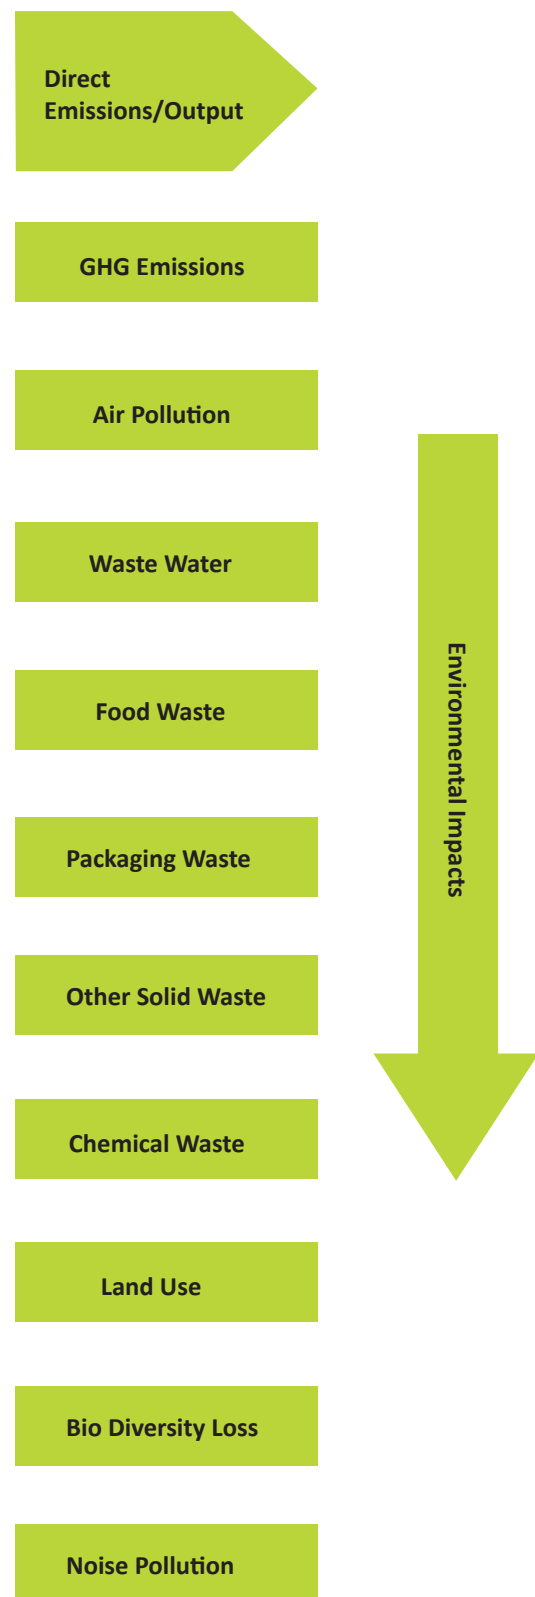 Direct
Emissions/Output
GHG Emissions
Air Pollution
Waste Water
Food Waste
Packaging Waste
Other Solid Waste
Chemical Waste
Land Use
Bio Diversity Loss
Noise Pollution
Environmental Impacts